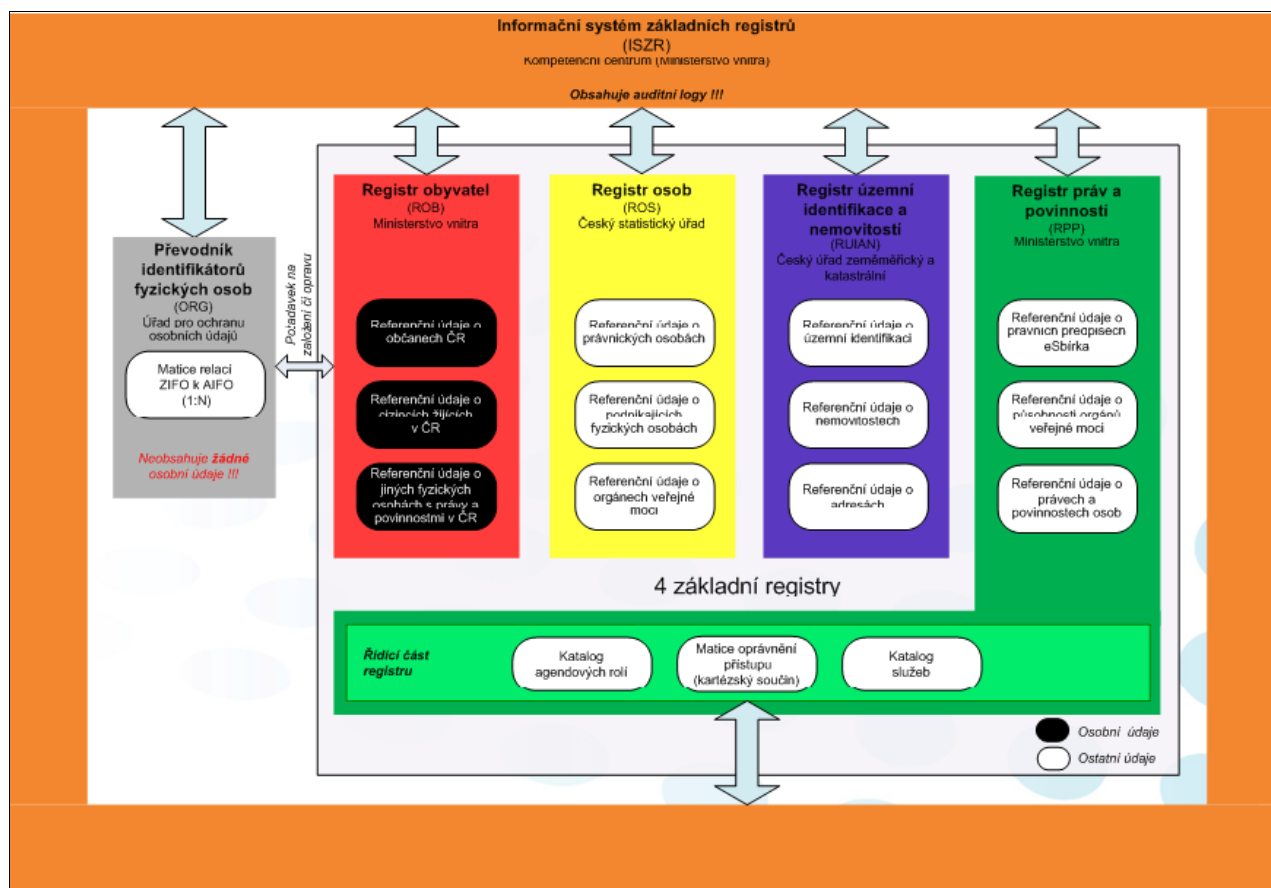 Informační systém základních registrů
(ISZR)
Kompetenční centrum (Ministerstvo vnitra)
Obsahuje auditní logy !!!
Převodník
identifikátorů
fyzických osob
(ORG)
Úřad pro ochranu
osobních údajů
Matice relací
ZIFO k AIFO
(1:N)
Neobsahuje žádné
osobní údaje !!!
Požadavek na
založení či opravu
Registr obyvatel
(ROB)
Ministerstvo vnitra
Referenční údaje o
občanech ČR
Referenční údaje o
cizincích žijících
v ČR
Referenční údaje o
jiných fyzických
osobách s právy a
povinnostmi v ČR
Registr osob
(ROS)
Český statistický úřad
Referenční údaje o
právnických osobách
Referenční údaje o
podnikajících
fyzických osobách
Referenční údaje o
orgánech veřejné
moci
Registr územní
identifikace a
nemovitostí
(RUIAN)
Český úřad zeměměřický a
katastrální
Referenční údaje o
územní identifikaci
Referenční údaje o
nemovitostech
Referenční údaje o
adresách
Registr práv a
povinností
(RPP)
Ministerstvo vnitra
Referenční údaje o
právních předpisech
eSbírka
Referenční údaje o
působnosti orgánů
veřejné moci
Referenční údaje o
právech a
povinnostech osob
4 základní registry
Řídící část
registru
Katalog
agendových rolí
Matice oprávnění
přístupu
(kartézský součin)
Katalog
služeb
Osobní údaje
Ostatní údaje